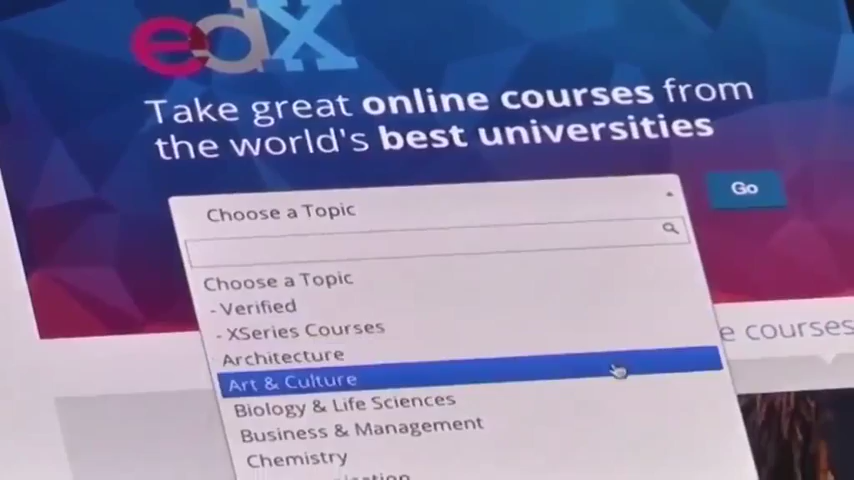 edX
Take great online courses from
the world's best universities
Choose a Topic
Go
Choose a Topic
- Verified
- XSeries Courses
e courses
Architecture
Art & Culture
Biology & Life Sciences
Business & Management
Chemistry